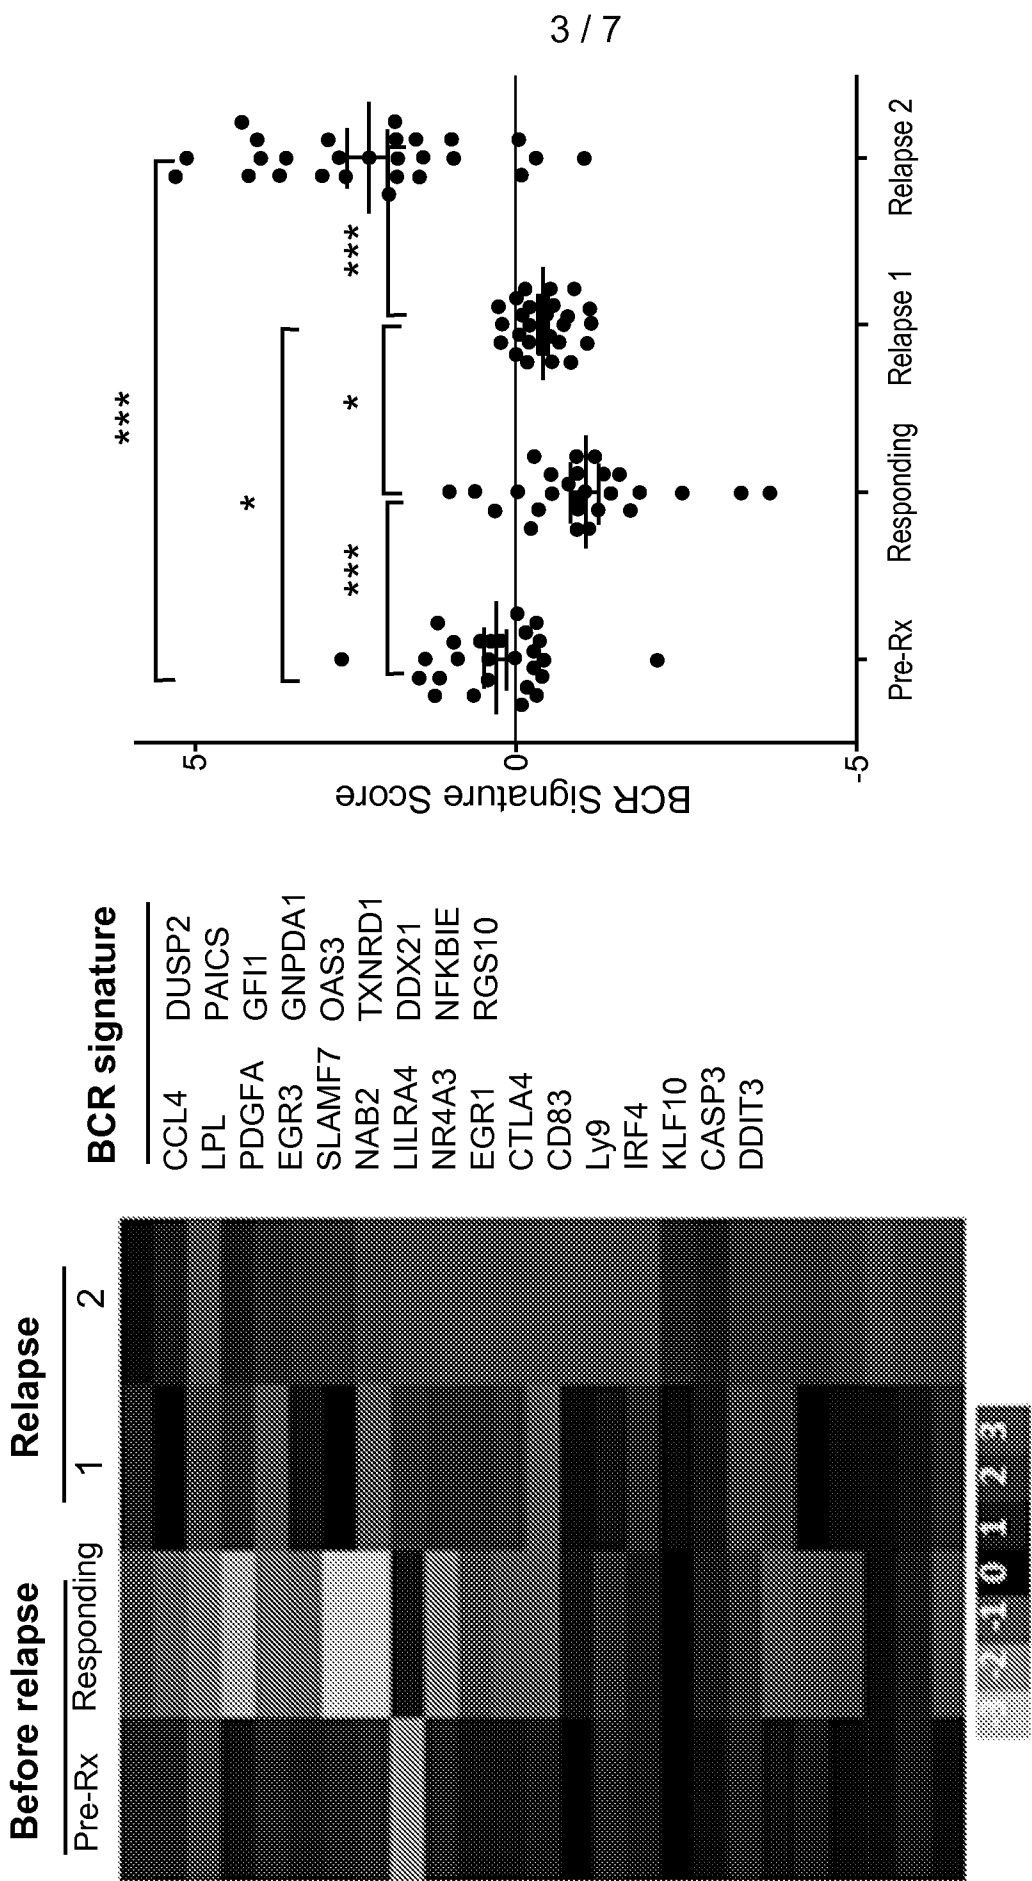 3 / 7
Before relapse
Relapse
Pre-Rx
Responding
1
2
3 -2 -1 0 1 2 3
BCR signature
CCL4 DUSP2
LPL PAICS
PDGFA GFI1
EGR3 GNPDA1
SLAMF7 OAS3
NAB2 TXNRD1
LILRA4 DDX21
NR4A3 NFKBIE
EGR1 RGS10
CTLA4
CD83
Ly9
IRF4
KLF10
CASP3
DDIT3
BCR Signature Score
5
0
-5
***
*
***
*
***
Pre-Rx
Responding
Relapse 1
Relapse 2